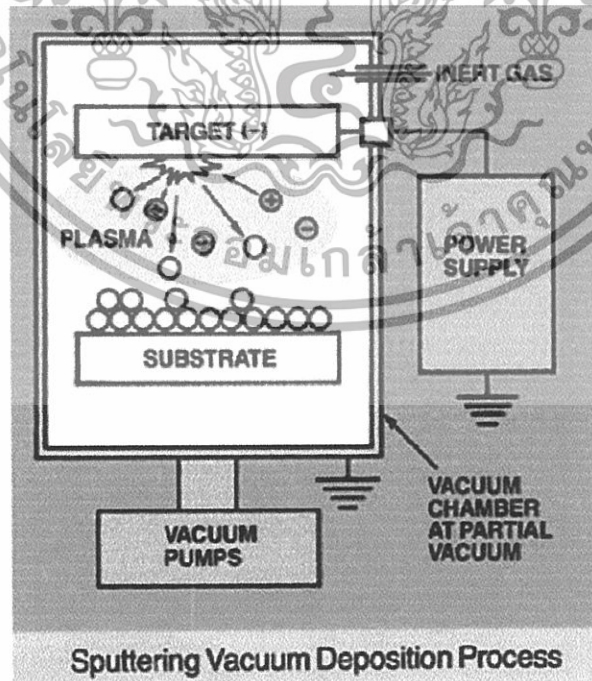 INERT GAS
TARGET (-)
PLASMA
POWER
SUPPLY
SUBSTRATE
VACUUM
CHAMBER
AT PARTIAL
VACUUM
VACUUM
PUMPS
Sputtering Vacuum Deposition Process